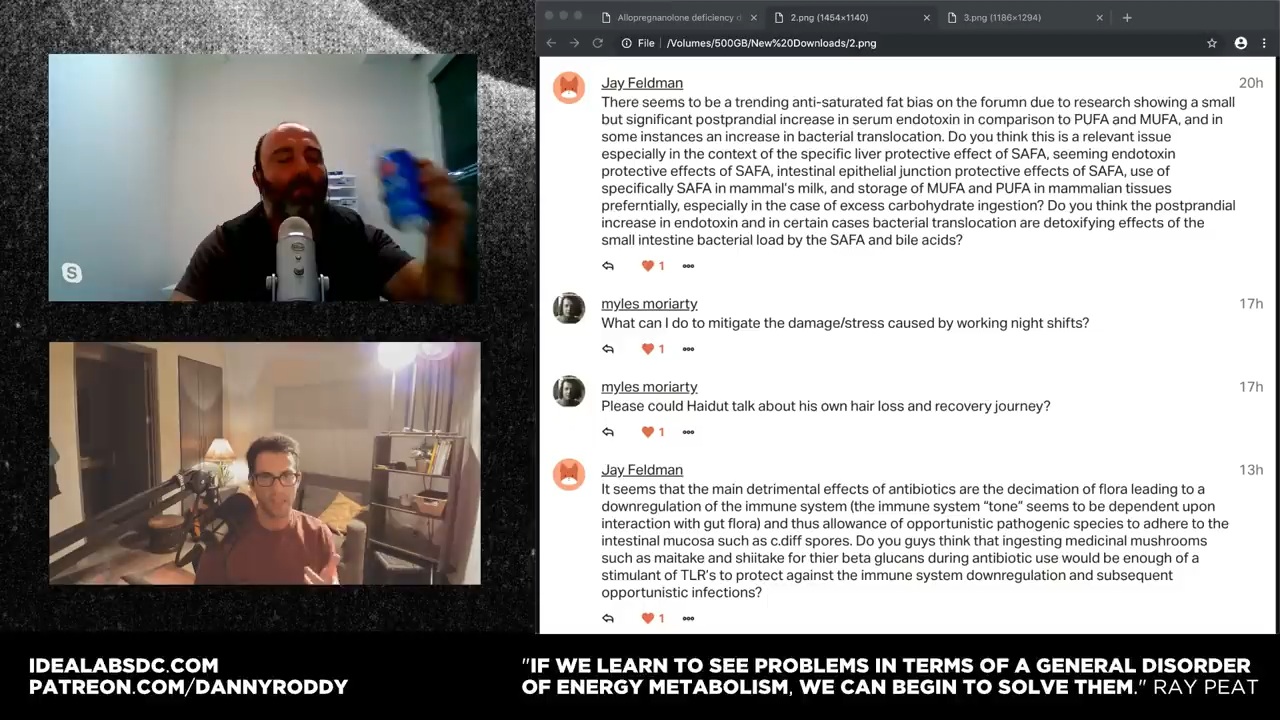 Allopregnanolone deficiency d
2.png (1454×1140)
3.png (1186×1294)
File | /Volumes/500GB/New%20Downloads/2.png
Jay Feldman 20h
There seems to be a trending anti-saturated fat bias on the forumn due to research showing a small
but significant postprandial increase in serum endotoxin in comparison to PUFA and MUFA, and in
some instances an increase in bacterial translocation. Do you think this is a relevant issue
especially in the context of the specific liver protective effect of SAFA, seeming endotoxin
protective effects of SAFA, intestinal epithelial junction protective effects of SAFA, use of
specifically SAFA in mammal's milk, and storage of MUFA and PUFA in mammalian tissues
preferntially, especially in the case of excess carbohydrate ingestion? Do you think the postprandial
increase in endotoxin and in certain cases bacterial translocation are detoxifying effects of the
small intestine bacterial load by the SAFA and bile acids?
1
myles moriarty 17h
What can I do to mitigate the damage/stress caused by working night shifts?
1
myles moriarty 17h
Please could Haidut talk about his own hair loss and recovery journey?
1
Jay Feldman 13h
It seems that the main detrimental effects of antibiotics are the decimation of flora leading to a
downregulation of the immune system (the immune system “tone” seems to be dependent upon
interaction with gut flora) and thus allowance of opportunistic pathogenic species to adhere to the
intestinal mucosa such as c.diff spores. Do you guys think that ingesting medicinal mushrooms
such as maitake and shiitake for thier beta glucans during antibiotic use would be enough of a
stimulant of TLR's to protect against the immune system downregulation and subsequent
opportunistic infections?
1
S
IDEALABSDC.COM
PATREON.COM/DANNYRODDY
"IF WE LEARN TO SEE PROBLEMS IN TERMS OF A GENERAL DISORDER
OF ENERGY METABOLISM, WE CAN BEGIN TO SOLVE THEM." RAY PEAT